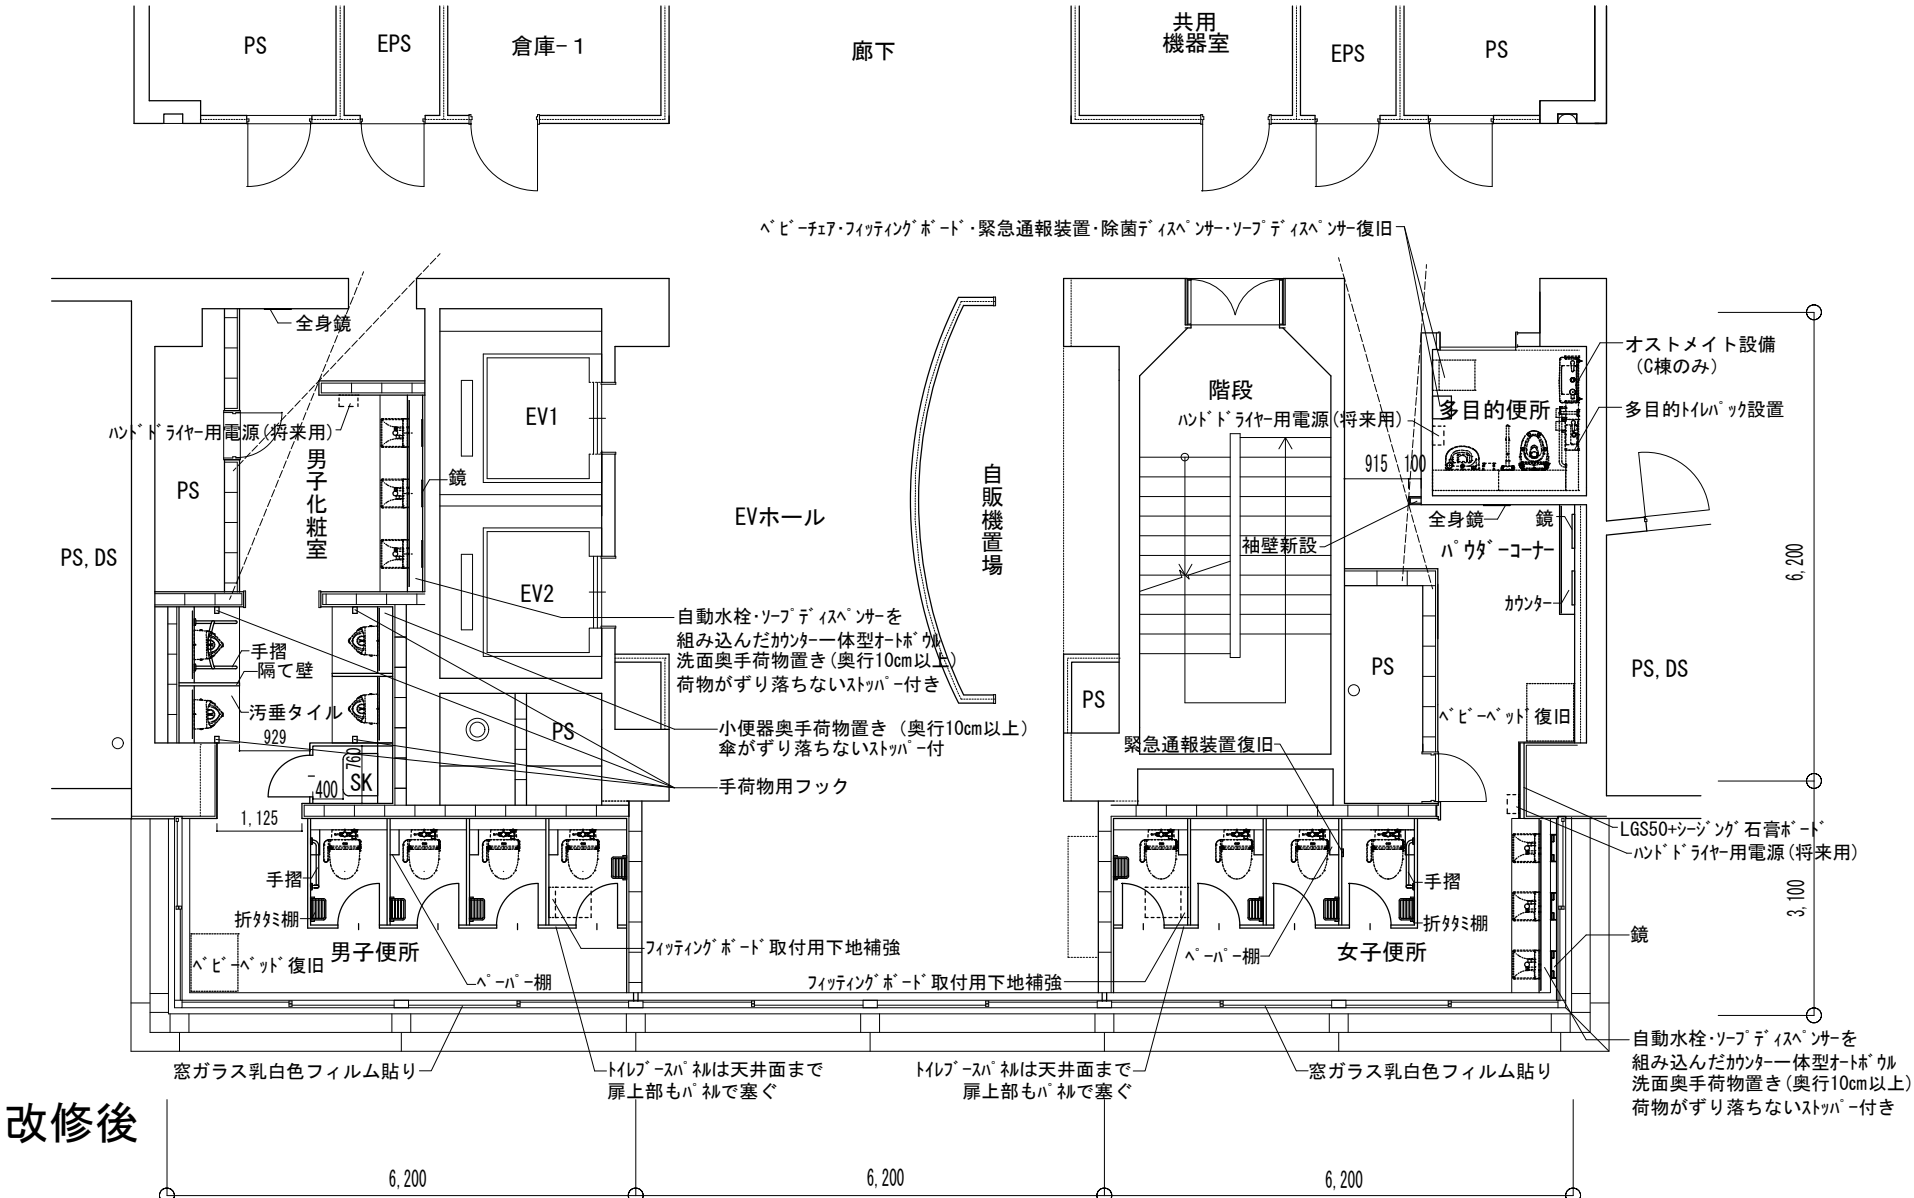 PS
EPS
倉庫-1
廊下
共用
機器室
EPS
PS
ベビーチェア・フィッティングボード・緊急通報装置・除菌ディスペンサー・ソープディスペンサー復旧
全身鏡
オストメイト設備
(C棟のみ)
階段
EV1
多目的便所
多目的トイレパック設置
ハンドドライヤー用電源(将来用)
ハンドドライヤー用電源(将来用)
男子化粧室
鏡
915
100
PS
自販機置場
EVホール
全身鏡
鏡
袖壁新設
パウダーコーナー
PS, DS
6,200
EV2
カウンター
自動水栓・ソープディスペンサーを
組み込んだカウンター一体型オートボウル
洗面奥手荷物置き(奥行10cm以上)
荷物がずり落ちないストッパー付き
手摺
隔て壁
PS
PS, DS
PS
汚垂タイル
ベビーベッド復旧
929
PS
小便器奥手荷物置き (奥行10cm以上)
傘がずり落ちないストッパー付
緊急通報装置復旧
760
SK
400
手荷物用フック
1,125
LGS50+シージング石膏ボード
ハンドドライヤー用電源(将来用)
手摺
手摺
3,100
折タタミ棚
折タタミ棚
男子便所
フィッティングボード取付用下地補強
女子便所
鏡
ベビーベッド復旧
ペーパー棚
ペーパー棚
フィッティングボード取付用下地補強
自動水栓・ソープディスペンサーを
組み込んだカウンター一体型オートボウル
洗面奥手荷物置き(奥行10cm以上)
荷物がずり落ちないストッパー付き
窓ガラス乳白色フィルム貼り
トイレブースパネルは天井面まで
扉上部もパネルで塞ぐ
トイレブースパネルは天井面まで
扉上部もパネルで塞ぐ
窓ガラス乳白色フィルム貼り
改修後
6,200
6,200
6,200